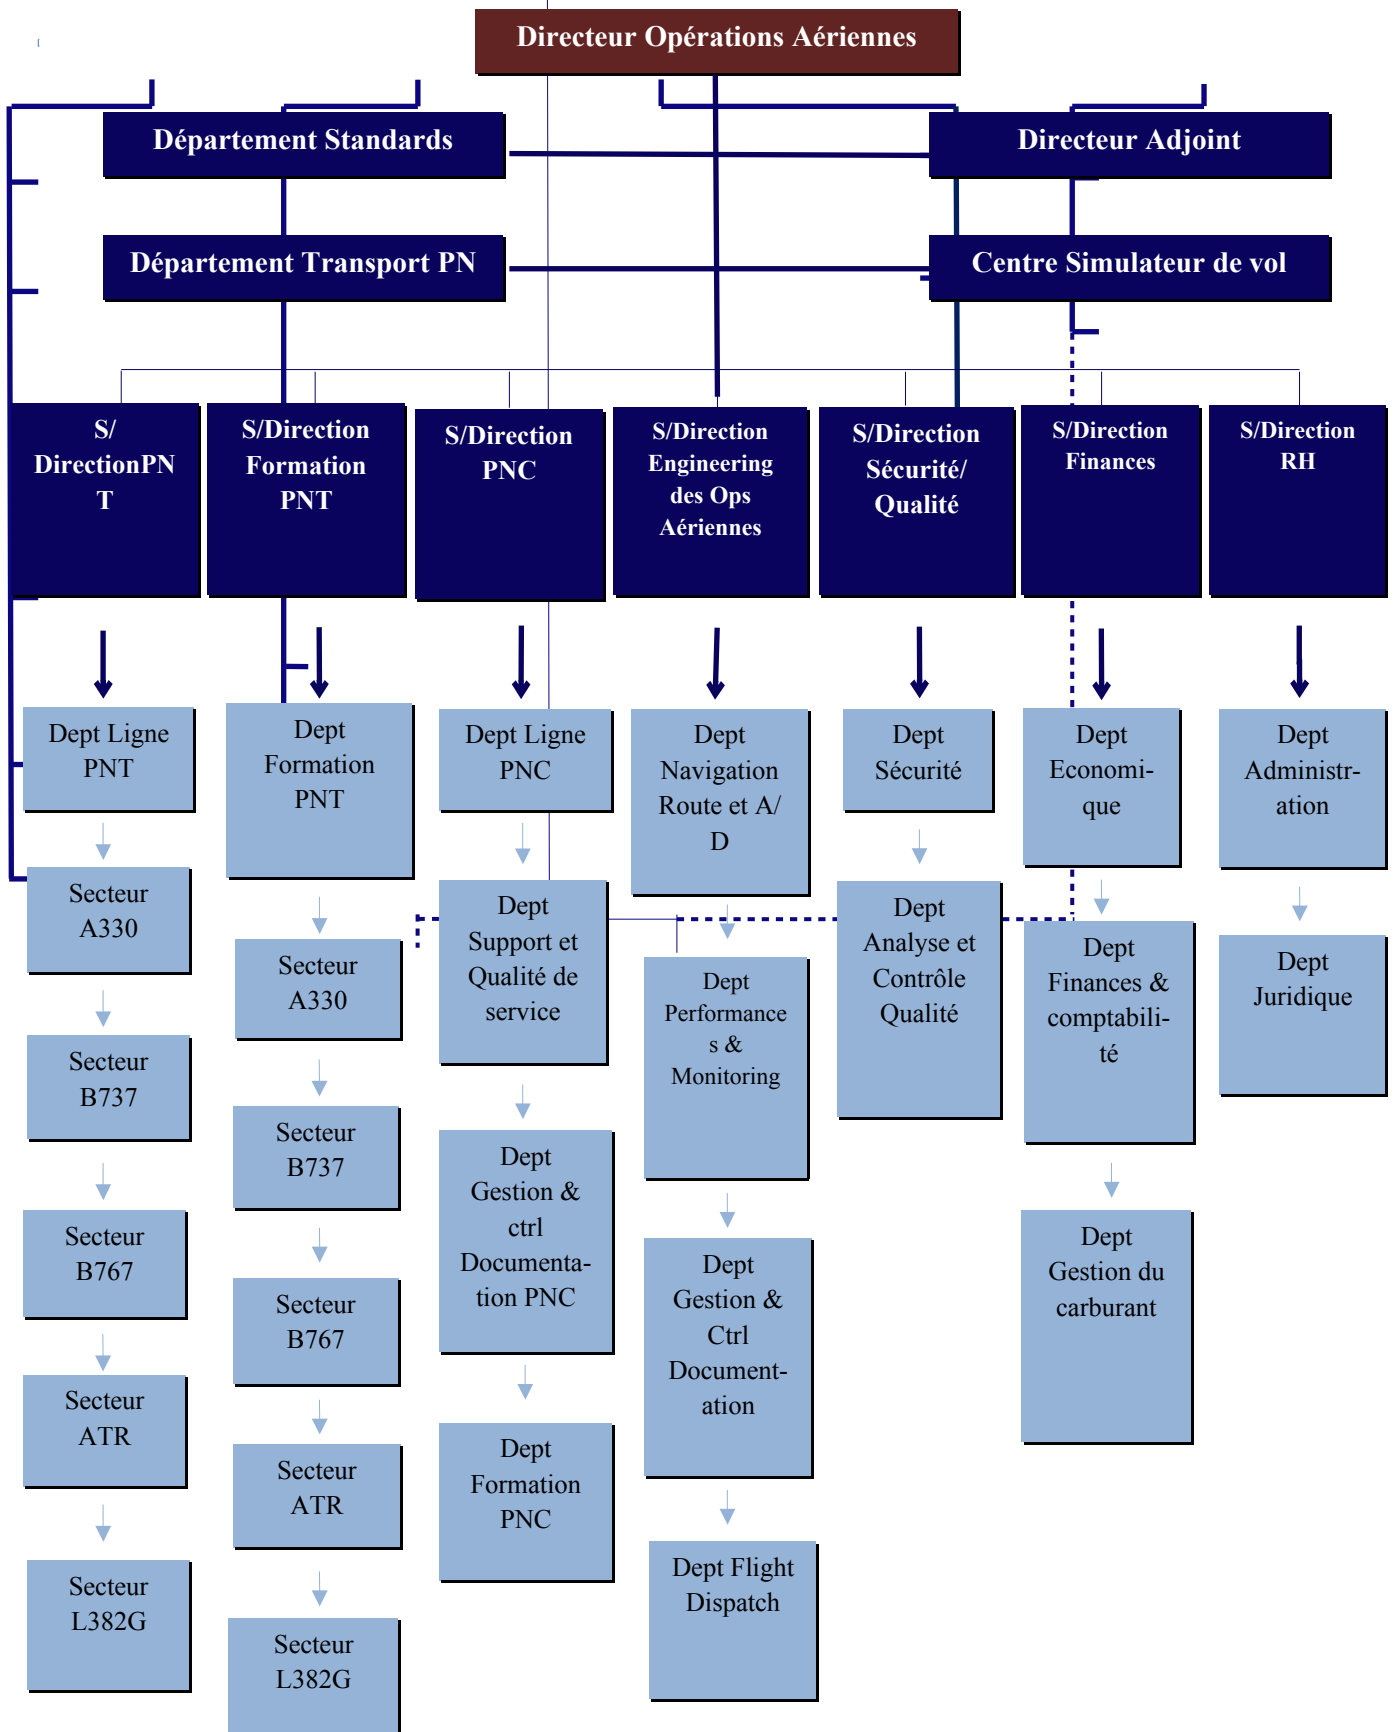 Directeur Opérations Aériennes
Département Standards
Directeur Adjoint
Département Transport PN
Centre Simulateur de vol
S/
DirectionPN
T
S/Direction
Formation
PNT
S/Direction
PNC
S/Direction
Engineering
des Ops
Aériennes
S/Direction
Sécurité/
Qualité
S/Direction
Finances
S/Direction
RH
Dept Ligne
PNT
Secteur
A330
Secteur
B737
Secteur
B767
Secteur
ATR
Secteur
L382G
Dept
Formation
PNT
Secteur
A330
Secteur
B737
Secteur
B767
Secteur
ATR
Secteur
L382G
Dept Ligne
PNC
Dept
Support et
Qualité de
service
Dept
Gestion &
ctrl
Documenta-
tion PNC
Dept
Formation
PNC
Dept
Navigation
Route et A/
D
Dept
Performance
s &
Monitoring
Dept
Gestion &
Ctrl
Document-
ation
Dept Flight
Dispatch
Dept
Sécurité
Dept
Analyse et
Contrôle
Qualité
Dept
Economi-
que
Dept
Finances &
comptabili-
té
Dept
Gestion du
carburant
Dept
Administr-
ation
Dept
Juridique